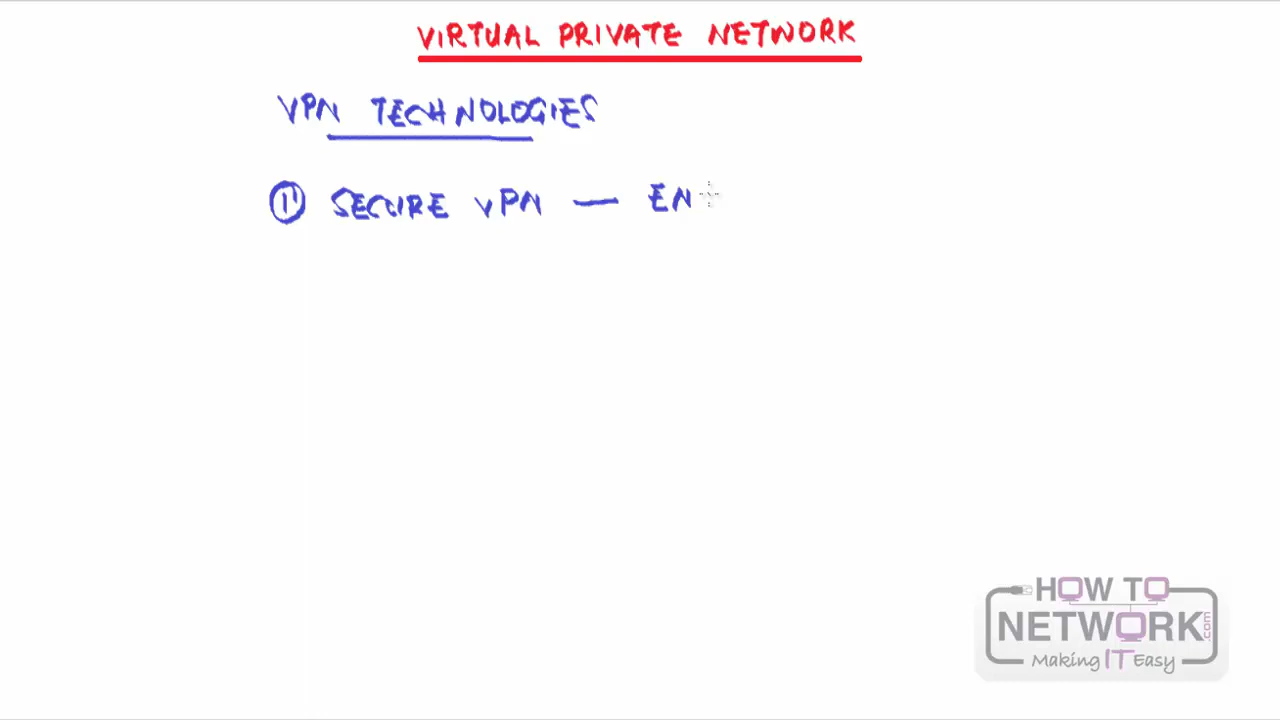 VIRTUAL PRIVATE NETWORK
VPN TECHNOLOGIES
① SECURE VPN — EN
HOW TO
NETWORK.com
Making IT Easy